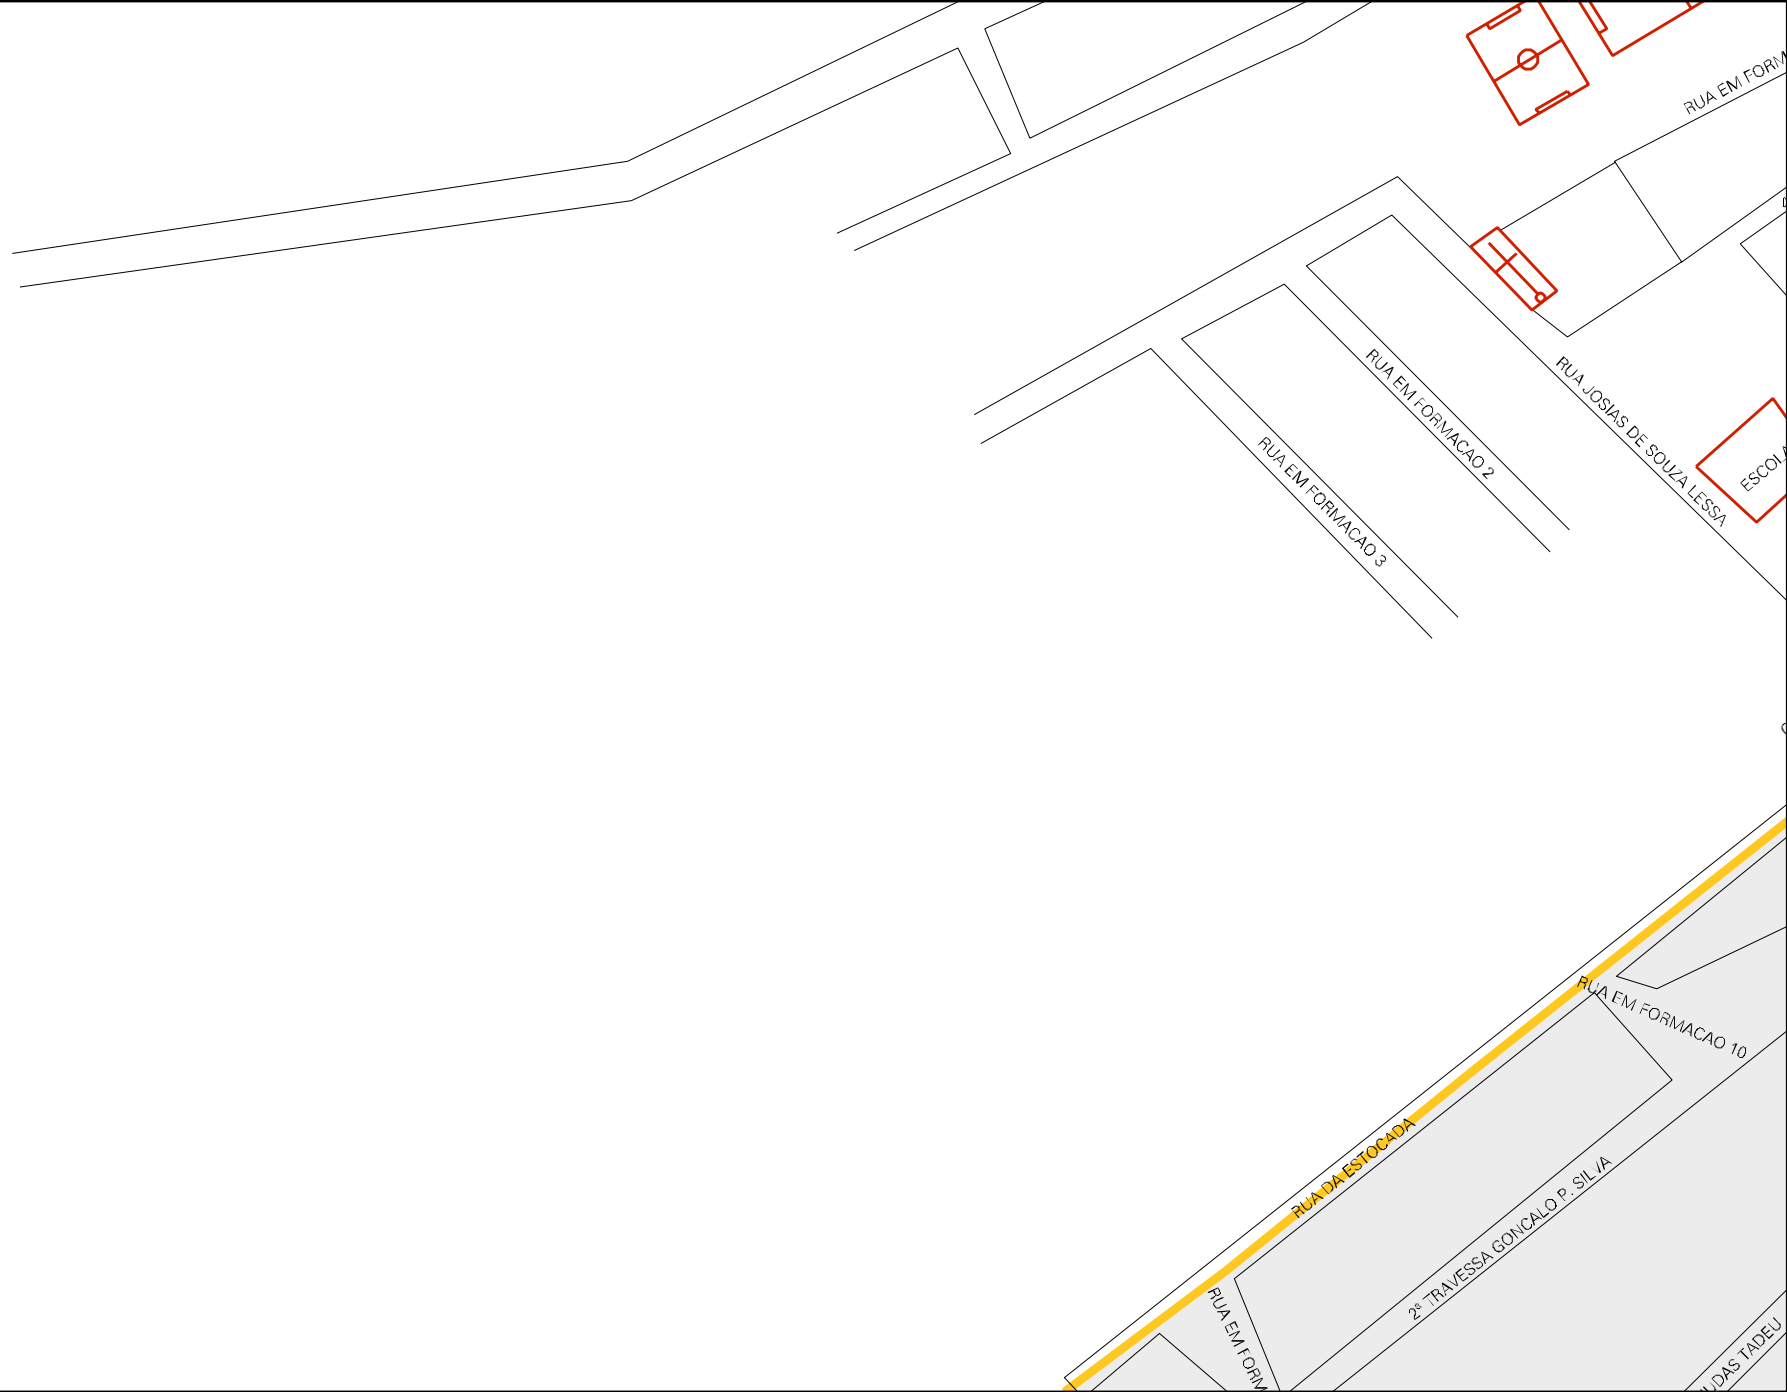 RUA EM FORM
RUA EM FORMACAO 2
RUA JOSIAS DE SOUZA LESSA
RUA EM FORMACAO 3
ESCOLA
RUA EM FORMACAO 10
RUA DA ESTOCADA
2ª TRAVESSA GONCALO P. SILVA
RUA EM FORM
UDAS TADEU